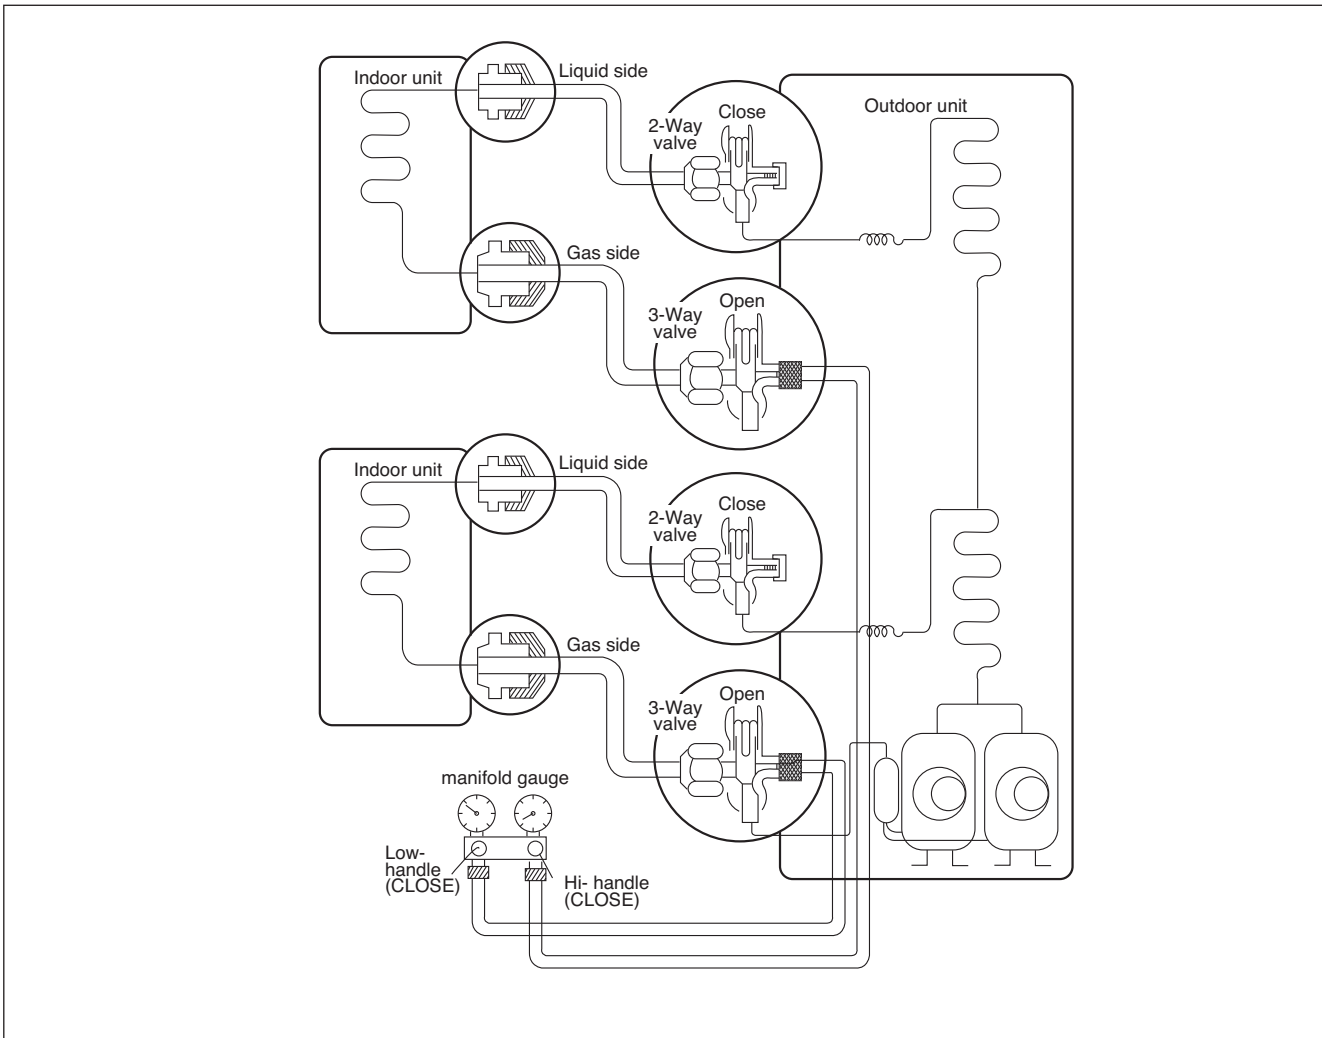 Indoor unit
Liquid side
2-Way
valve
Close
Outdoor unit
Gas side
3-Way
valve
Open
Indoor unit
Liquid side
2-Way
valve
Close
Gas side
3-Way
valve
Open
manifold gauge
Low-
handle
(CLOSE)
Hi- handle
(CLOSE)